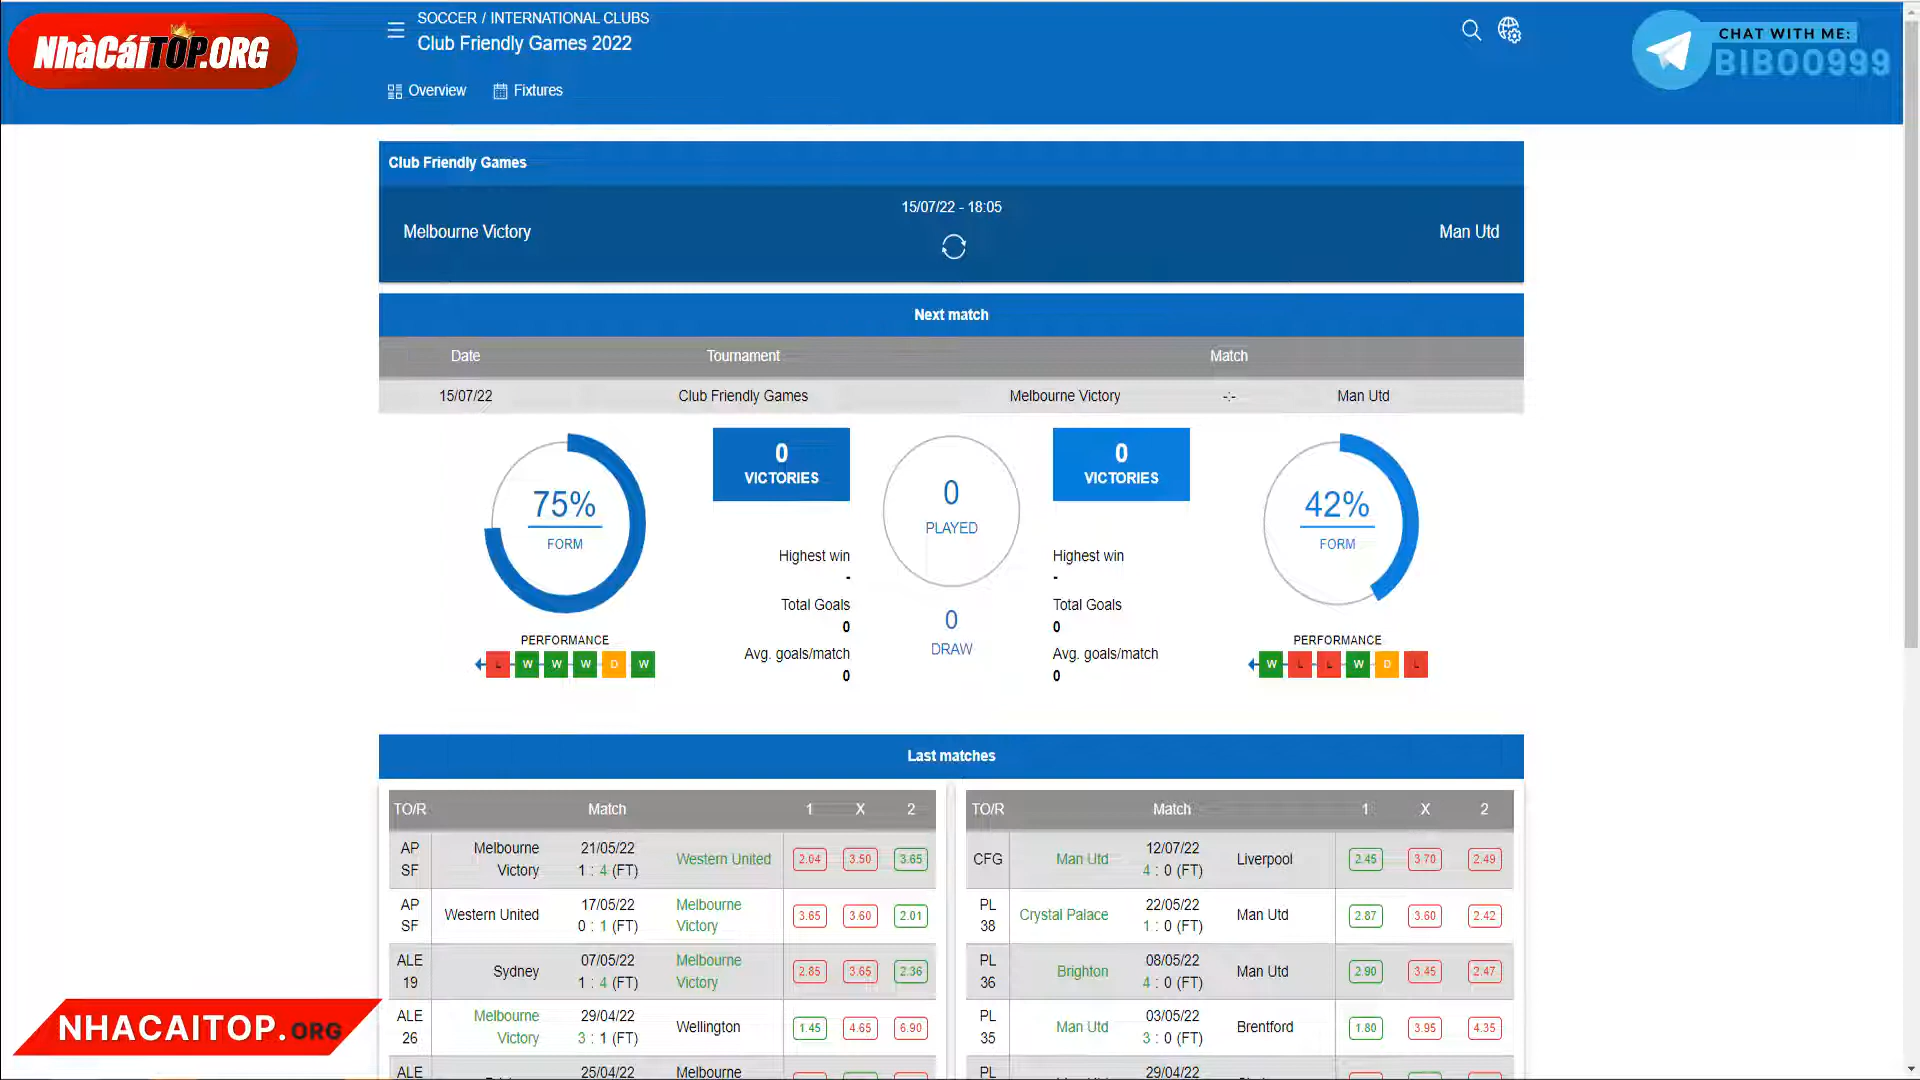 NhàCáiTOP.ORG
SOCCER / INTERNATIONAL CLUBS
Club Friendly Games 2022
Overview
Fixtures
CHAT WITH ME:
BIBOO999
Club Friendly Games
15/07/22 - 18:05
Melbourne Victory
Man Utd
Next match
Date Tournament Match
15/07/22 Club Friendly Games Melbourne Victory -:- Man Utd
75%
FORM
PERFORMANCE
L W W W D W
0
VICTORIES
Highest win
-
Total Goals
0
Avg. goals/match
0
0
PLAYED
0
DRAW
0
VICTORIES
Highest win
-
Total Goals
0
Avg. goals/match
0
42%
FORM
PERFORMANCE
W L L W D L
Last matches
TO/R Match 1 X 2
AP SF Melbourne Victory 21/05/22 1 : 4 (FT) Western United 2.04 3.50 3.65
AP SF Western United 17/05/22 0 : 1 (FT) Melbourne Victory 3.65 3.60 2.01
ALE 19 Sydney 07/05/22 1 : 4 (FT) Melbourne Victory 2.85 3.65 2.36
ALE 26 Melbourne Victory 29/04/22 3 : 1 (FT) Wellington 1.45 4.65 6.90
ALE 25/04/22 Melbourne
TO/R Match 1 X 2
CFG Man Utd 12/07/22 4 : 0 (FT) Liverpool 2.45 3.70 2.49
PL 38 Crystal Palace 22/05/22 1 : 0 (FT) Man Utd 2.87 3.60 2.42
PL 36 Brighton 08/05/22 4 : 0 (FT) Man Utd 2.90 3.45 2.47
PL 35 Man Utd 03/05/22 3 : 0 (FT) Brentford 1.80 3.95 4.35
PL 29/04/22
NHACAITOP.ORG